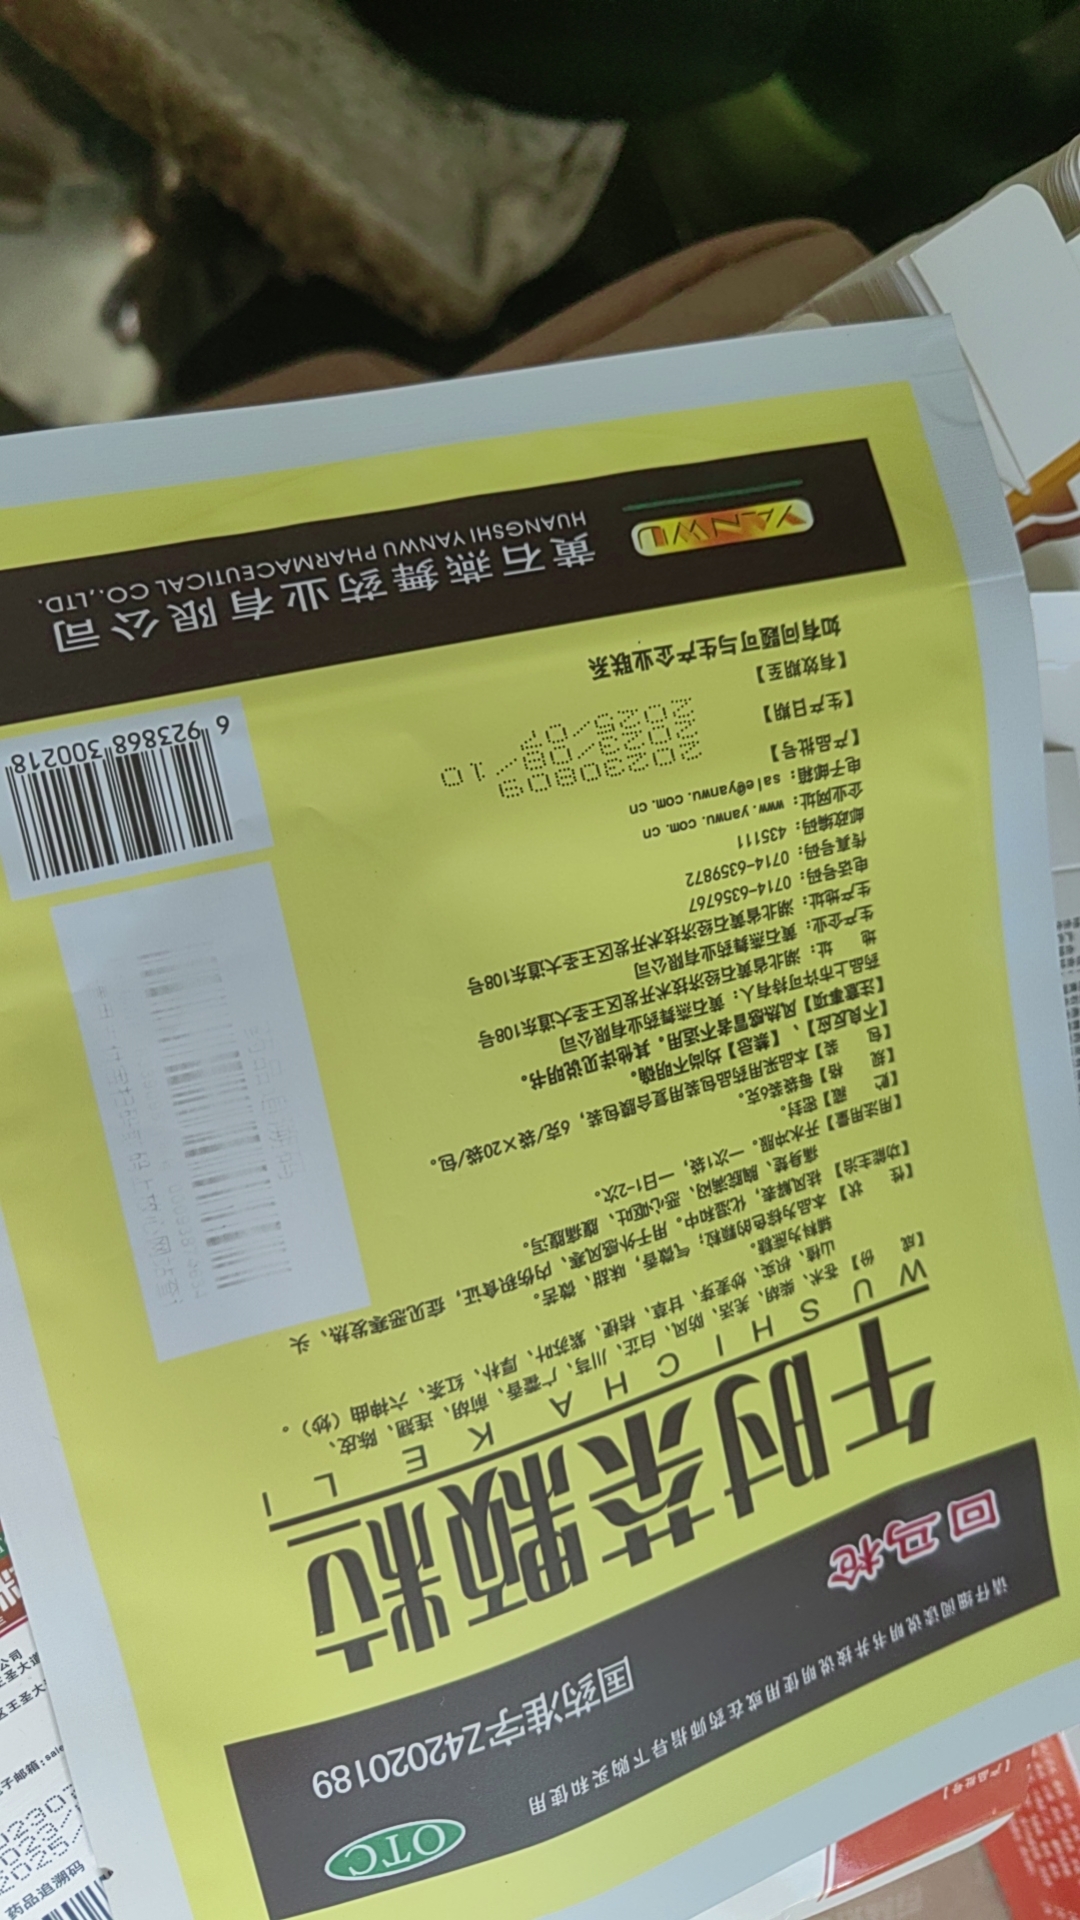 OTC
请仔细阅读说明书并按说明使用或在药师指导下购买和使用
国药准字Z42020189
回马枪
午时茶颗粒
WUSHICHAKELI
【成 份】苍术、柴胡、羌活、防风、白芷、川芎、广藿香、前胡、连翘、陈皮、
山楂、枳实、炒麦芽、甘草、桔梗、紫苏叶、厚朴、红茶、六神曲（炒）。
辅料为蔗糖。
【性 状】本品为棕色的颗粒；气微香，味甜、微苦。
【功能主治】祛风解表，化湿和中。用于外感风寒、内伤积食证，症见恶寒发热、头
痛身楚、胸脘满闷、恶心呕吐、腹痛腹泻。
【用法用量】开水冲服。一次1袋，一日1-2次。
【贮 藏】密封。
【规 格】每袋装6克。
【包 装】本品采用药品包装用复合膜包装，6克/袋×20袋/包。
【不良反应】、【禁忌】均尚不明确。
【注意事项】风热感冒者不适用。其他详见说明书。
药品上市许可持有人：黄石燕舞药业有限公司
地 址：湖北省黄石经济技术开发区王圣大道东108号
生产企业：黄石燕舞药业有限公司
生产地址：湖北省黄石经济技术开发区王圣大道东108号
电话号码：0714-6356767
传真号码：0714-6359872
邮政编码：435111
企业网址：www.yanwu.com.cn
电子邮箱：sale@yanwu.com.cn
【产品批号】20230809 10
【生产日期】2023/08/
【有效期至】2025/07
如有问题可与生产企业联系
6 923868 300218
YANWU
黄石燕舞药业有限公司
HUANGSHI YANWU PHARMACEUTICAL CO.,LTD.
药品追溯码
【产品批号】